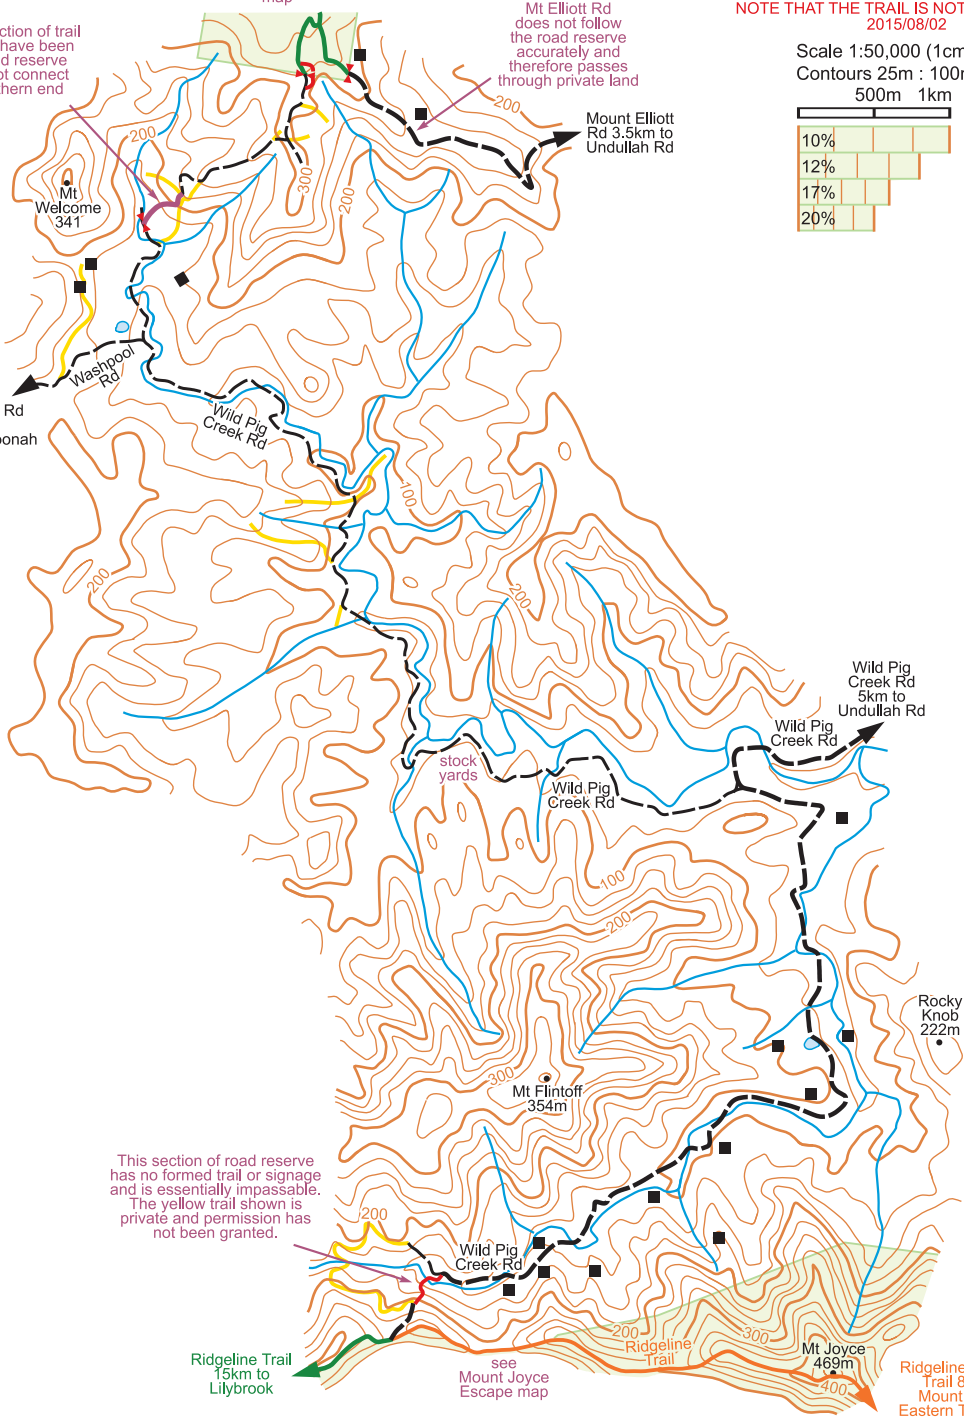 map
ction of trail
have been
d reserve
ot connect
hern end
Mt Elliott Rd
does not follow
the road reserve
accurately and
therefore passes
through private land
NOTE THAT THE TRAIL IS NOT
2015/08/02
Scale 1:50,000 (1cm
Contours 25m : 100m
500m 1km
10%
12%
17%
20%
200
Mount Elliott
Rd 3.5km to
Undullah Rd
200
300
200
Mt
Welcome
341
Washpool
Rd
Rd
onah
Wild Pig
Creek Rd
100
200
200
Wild Pig
Creek Rd
5km to
Undullah Rd
Wild Pig
Creek Rd
stock
yards
Wild Pig
Creek Rd
100
200
Rocky
Knob
222m
300
Mt Flintoff
354m
This section of road reserve
has no formed trail or signage
and is essentially impassable.
The yellow trail shown is
private and permission has
not been granted.
200
Wild Pig
Creek Rd
200
300
Ridgeline
Trail
Mt Joyce
469m
400
Ridgeline Trail
15km to
Lilybrook
see
Mount Joyce
Escape map
Ridgeline
Trail 8
Mount
Eastern T